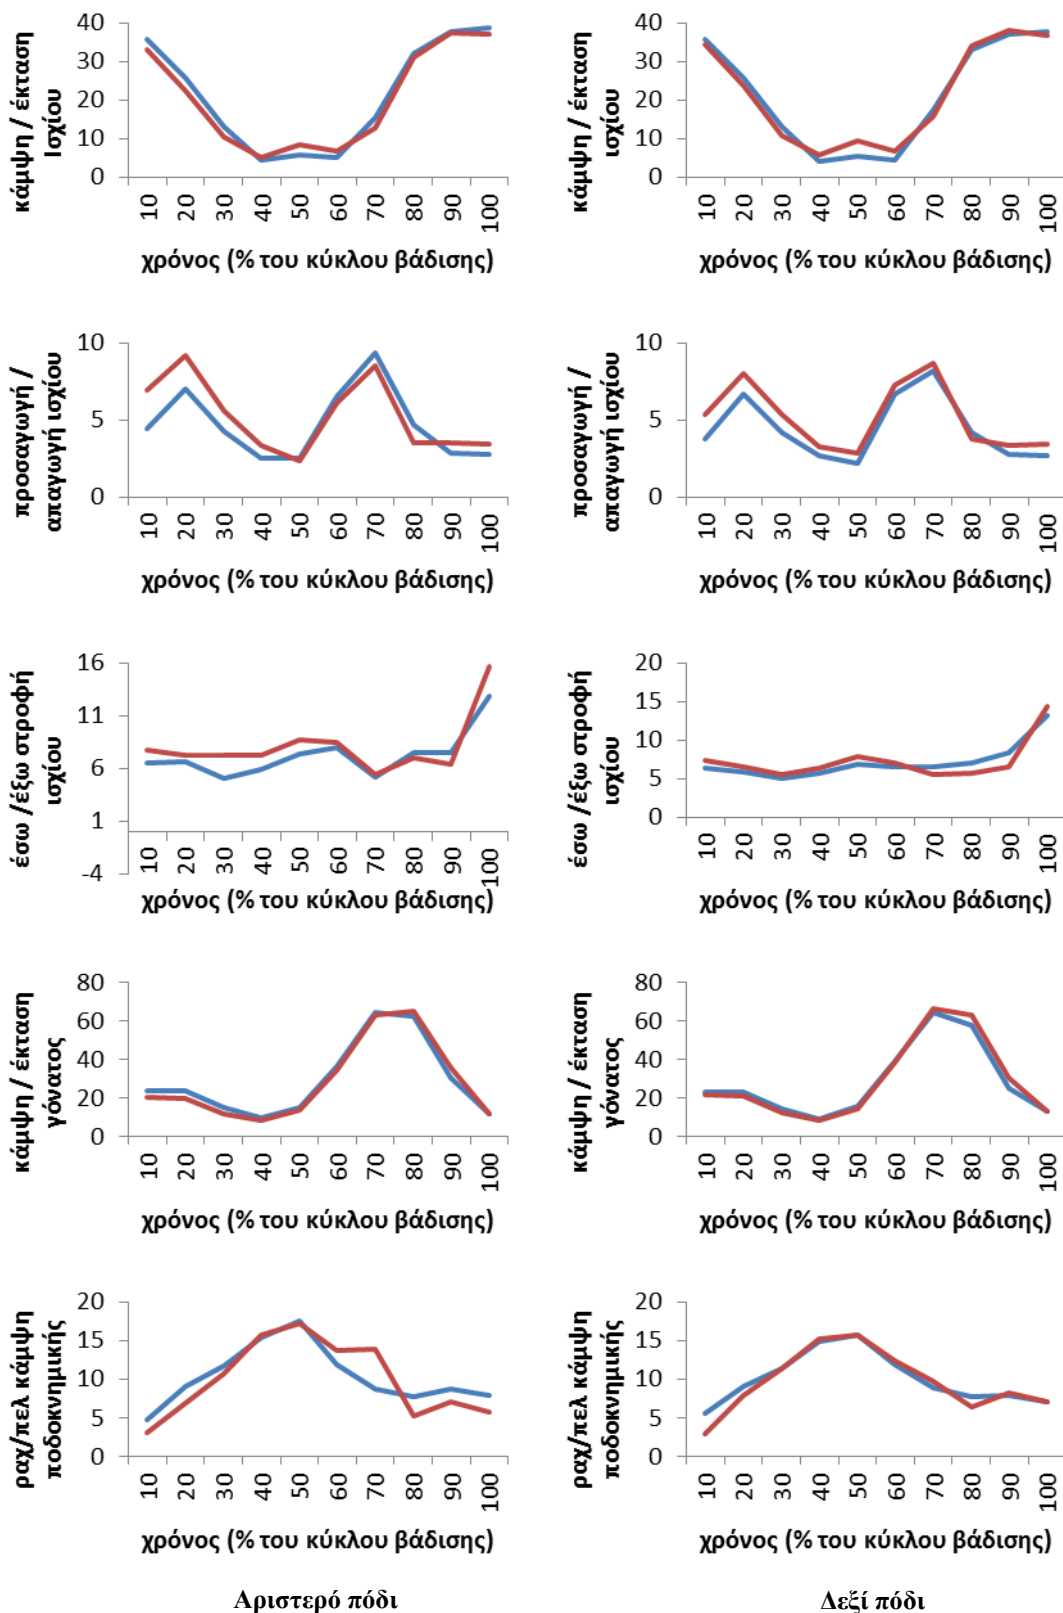 κάμψη / έκταση
Ισχίου
40
30
20
10
0
10 20 30 40 50 60 70 80 90 100
χρόνος (% του κύκλου βάδισης)
κάμψη / έκταση
ισχίου
40
30
20
10
0
10 20 30 40 50 60 70 80 90 100
χρόνος (% του κύκλου βάδισης)
προσαγωγή /
απαγωγή ισχίου
10
5
0
10 20 30 40 50 60 70 80 90 100
χρόνος (% του κύκλου βάδισης)
προσαγωγή /
απαγωγή ισχίου
10
5
0
10 20 30 40 50 60 70 80 90 100
χρόνος (% του κύκλου βάδισης)
έσω /έξω στροφή
ισχίου
16
11
6
1
-4
10 20 30 40 50 60 70 80 90 100
χρόνος (% του κύκλου βάδισης)
έσω /έξω στροφή
ισχίου
20
15
10
5
0
10 20 30 40 50 60 70 80 90 100
χρόνος (% του κύκλου βάδισης)
κάμψη / έκταση
γόνατος
80
60
40
20
0
10 20 30 40 50 60 70 80 90 100
χρόνος (% του κύκλου βάδισης)
κάμψη / έκταση
γόνατος
80
60
40
20
0
10 20 30 40 50 60 70 80 90 100
χρόνος (% του κύκλου βάδισης)
ραχ/πελ κάμψη
ποδοκνημικής
20
15
10
5
0
10 20 30 40 50 60 70 80 90 100
χρόνος (% του κύκλου βάδισης)
ραχ/πελ κάμψη
ποδοκνημικής
20
15
10
5
0
10 20 30 40 50 60 70 80 90 100
χρόνος (% του κύκλου βάδισης)
Αριστερό πόδι
Δεξί πόδι